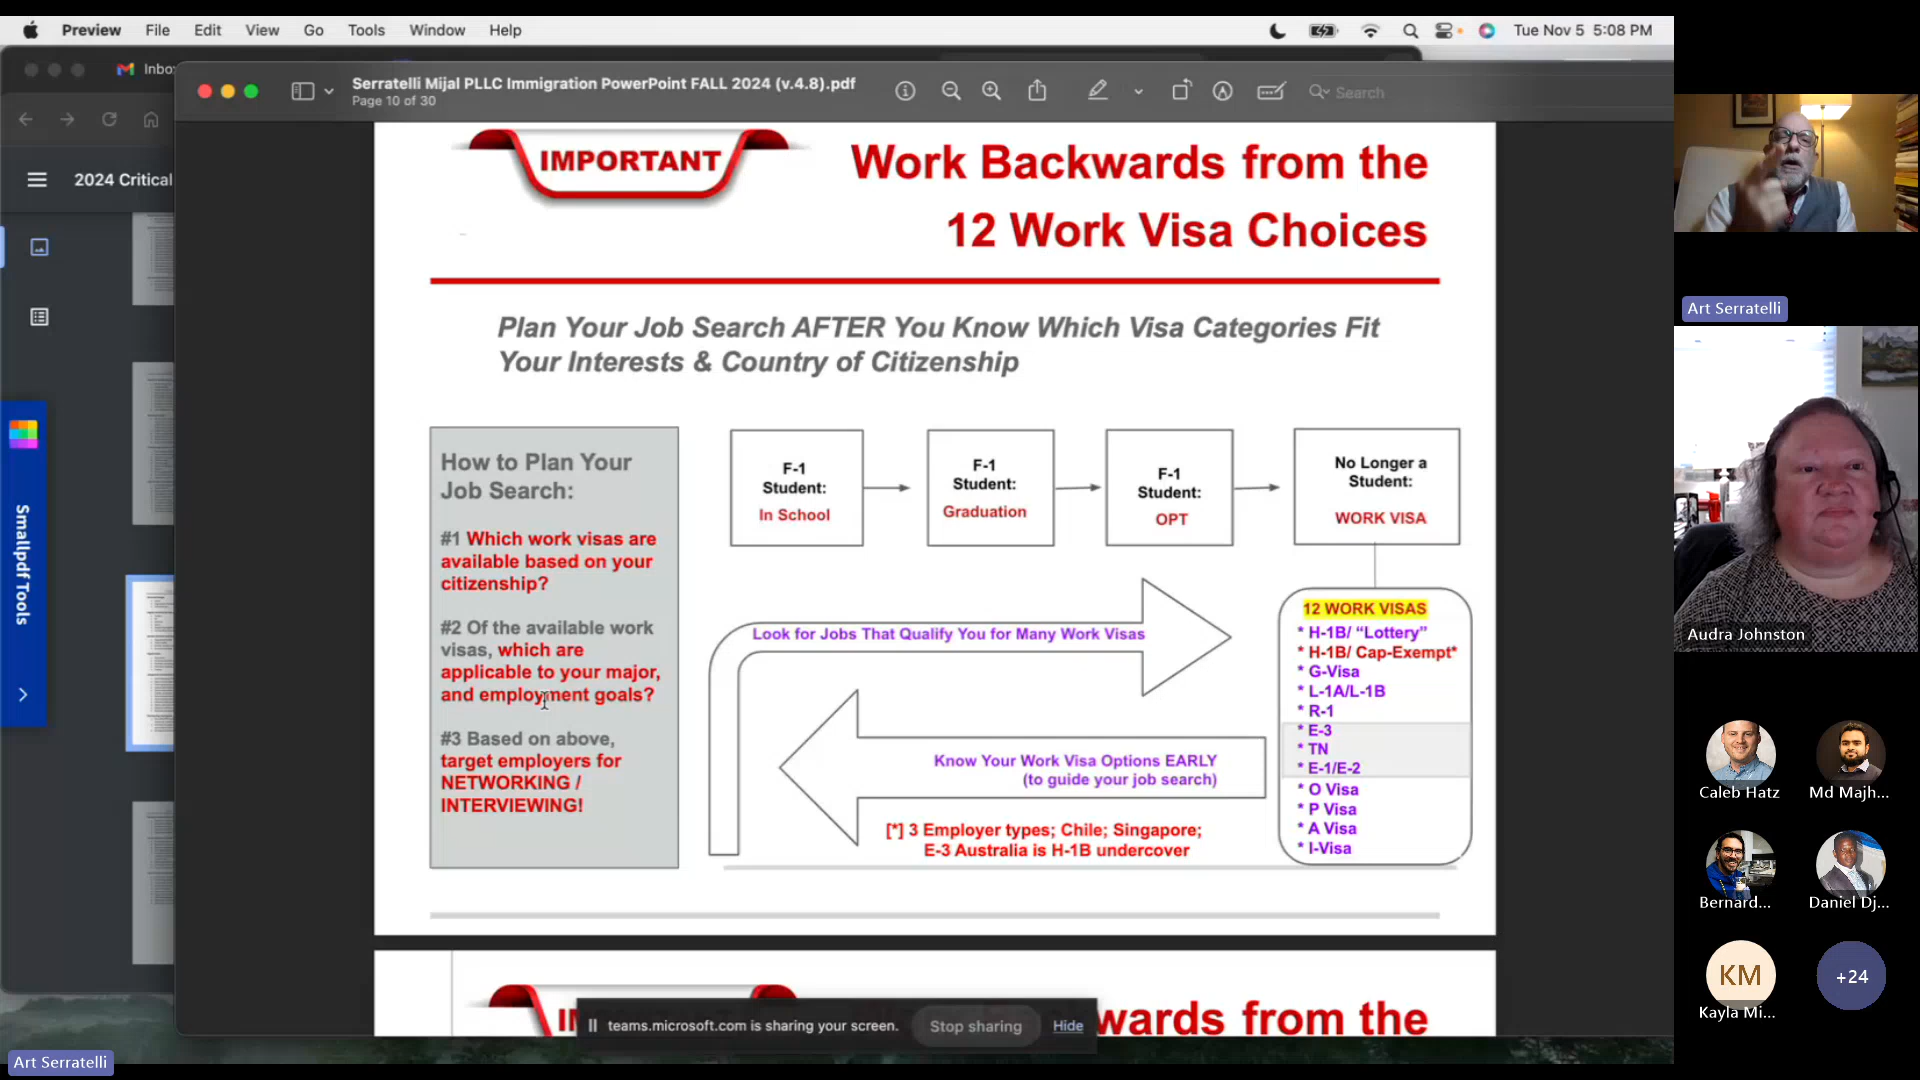 Preview File Edit View Go Tools Window Help
Tue Nov 5 5:08 PM
Inbo
Serratelli Mijal PLLC Immigration PowerPoint FALL 2024 (v.4.8).pdf
Page 10 of 30
Search
2024 Critical
Smallpdf Tools
IMPORTANT
Work Backwards from the
12 Work Visa Choices
Plan Your Job Search AFTER You Know Which Visa Categories Fit
Your Interests & Country of Citizenship
How to Plan Your
Job Search:
#1 Which work visas are
available based on your
citizenship?
#2 Of the available work
visas, which are
applicable to your major,
and employment goals?
#3 Based on above,
target employers for
NETWORKING /
INTERVIEWING!
F-1
Student:
In School
F-1
Student:
Graduation
F-1
Student:
OPT
No Longer a
Student:
WORK VISA
Look for Jobs That Qualify You for Many Work Visas
Know Your Work Visa Options EARLY
(to guide your job search)
[*] 3 Employer types; Chile; Singapore;
E-3 Australia is H-1B undercover
12 WORK VISAS
* H-1B/ “Lottery”
* H-1B/ Cap-Exempt*
* G-Visa
* L-1A/L-1B
* R-1
* E-3
* TN
* E-1/E-2
* O Visa
* P Visa
* A Visa
* I-Visa
wards from the
teams.microsoft.com is sharing your screen.
Stop sharing
Hide
Art Serratelli
Art Serratelli
Audra Johnston
Caleb Hatz
Md Majh...
Bernard...
Daniel Dj...
KM
Kayla Mi...
+24